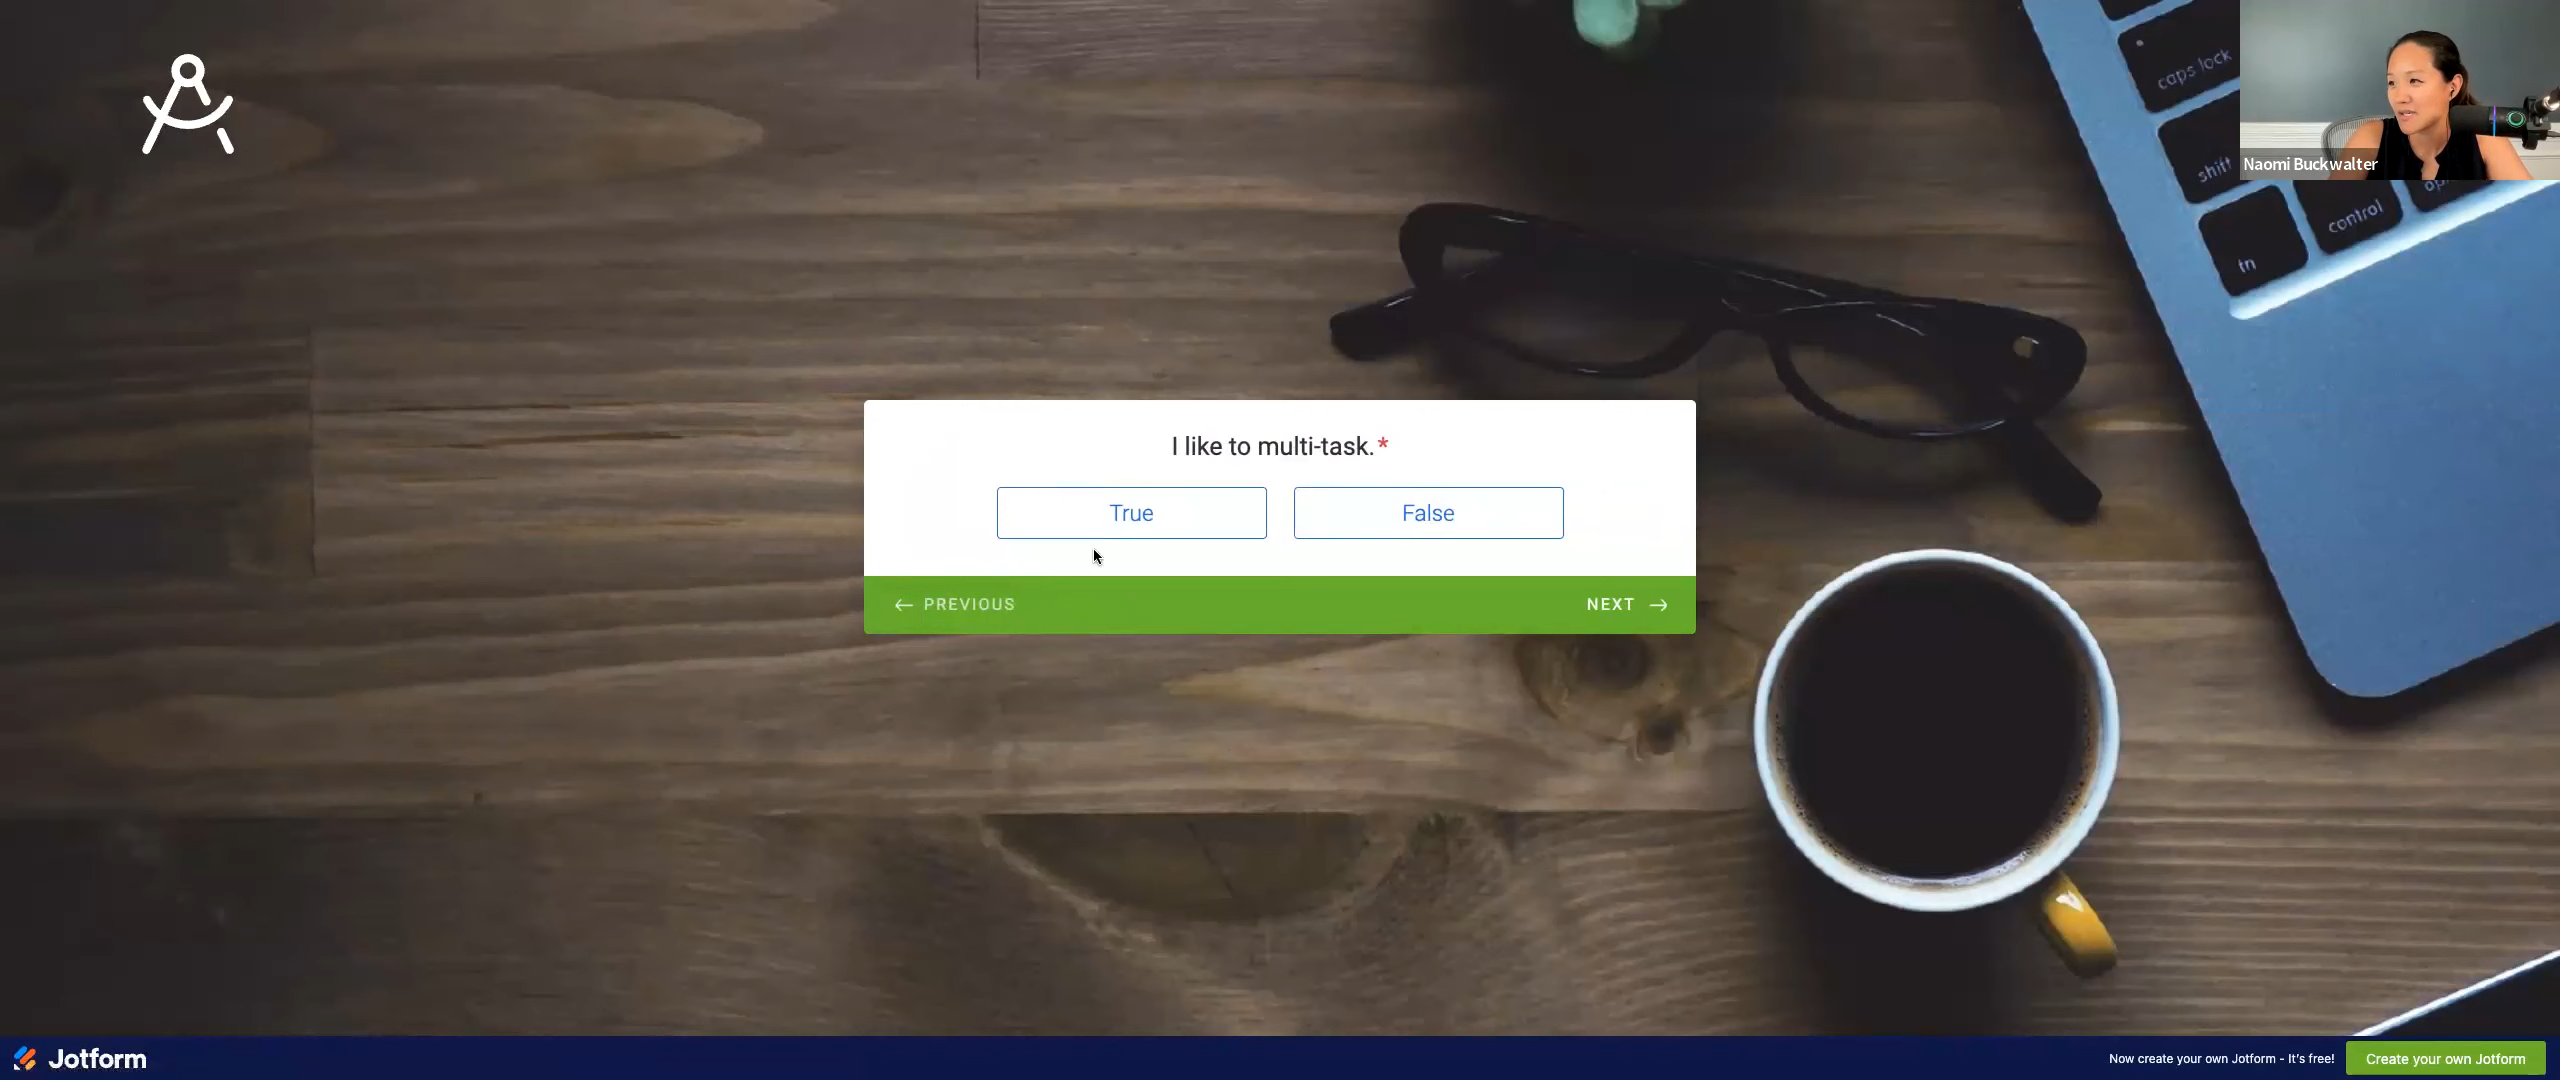 caps lock
shift
control
Naomi Buckwalter
I like to multi-task.*
True
False
← PREVIOUS
NEXT →
Jotform
Now create your own Jotform - It's free!
Create your own Jotform